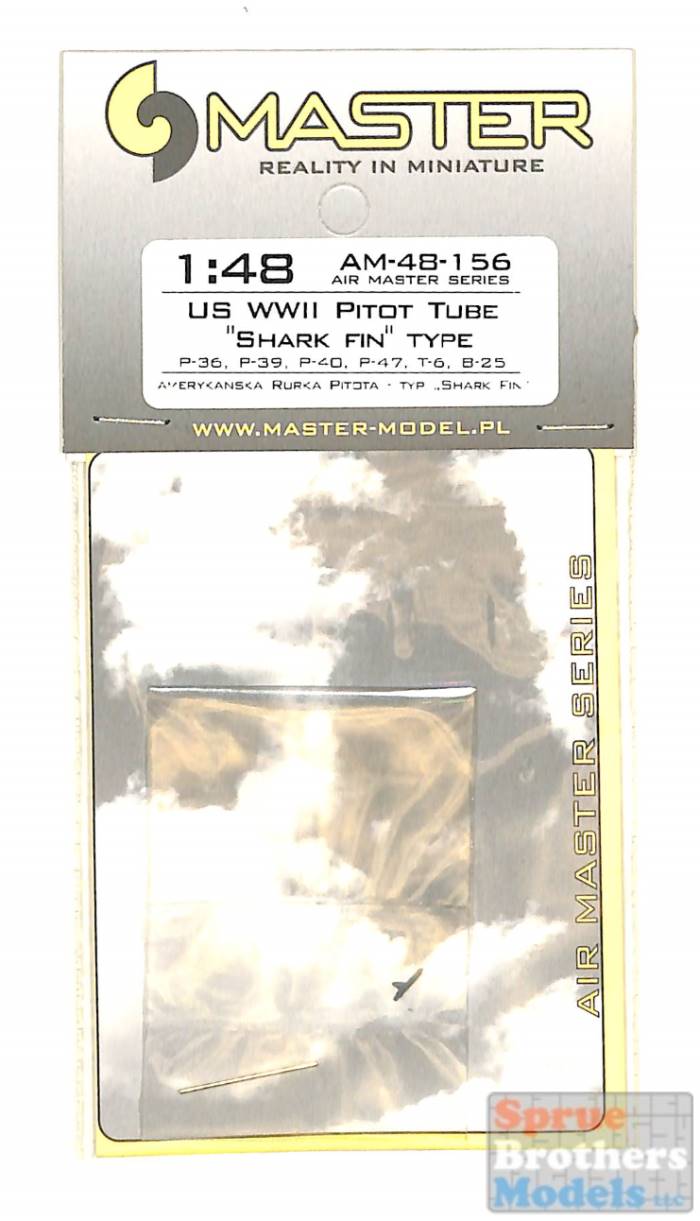 MASTER
REALITY IN MINIATURE
1:48
AM-48-156
AIR MASTER SERIES
US WWII PITOT TUBE
"SHARK FIN" TYPE
P-36, P-39, P-40, P-47, T-6, B-25
AMERYKANSKA RURKA PITOTA - TYP „SHARK FIN"
WWW.MASTER-MODEL.PL
AIR MASTER SERIES
Sprue
Brothers
Models LLC